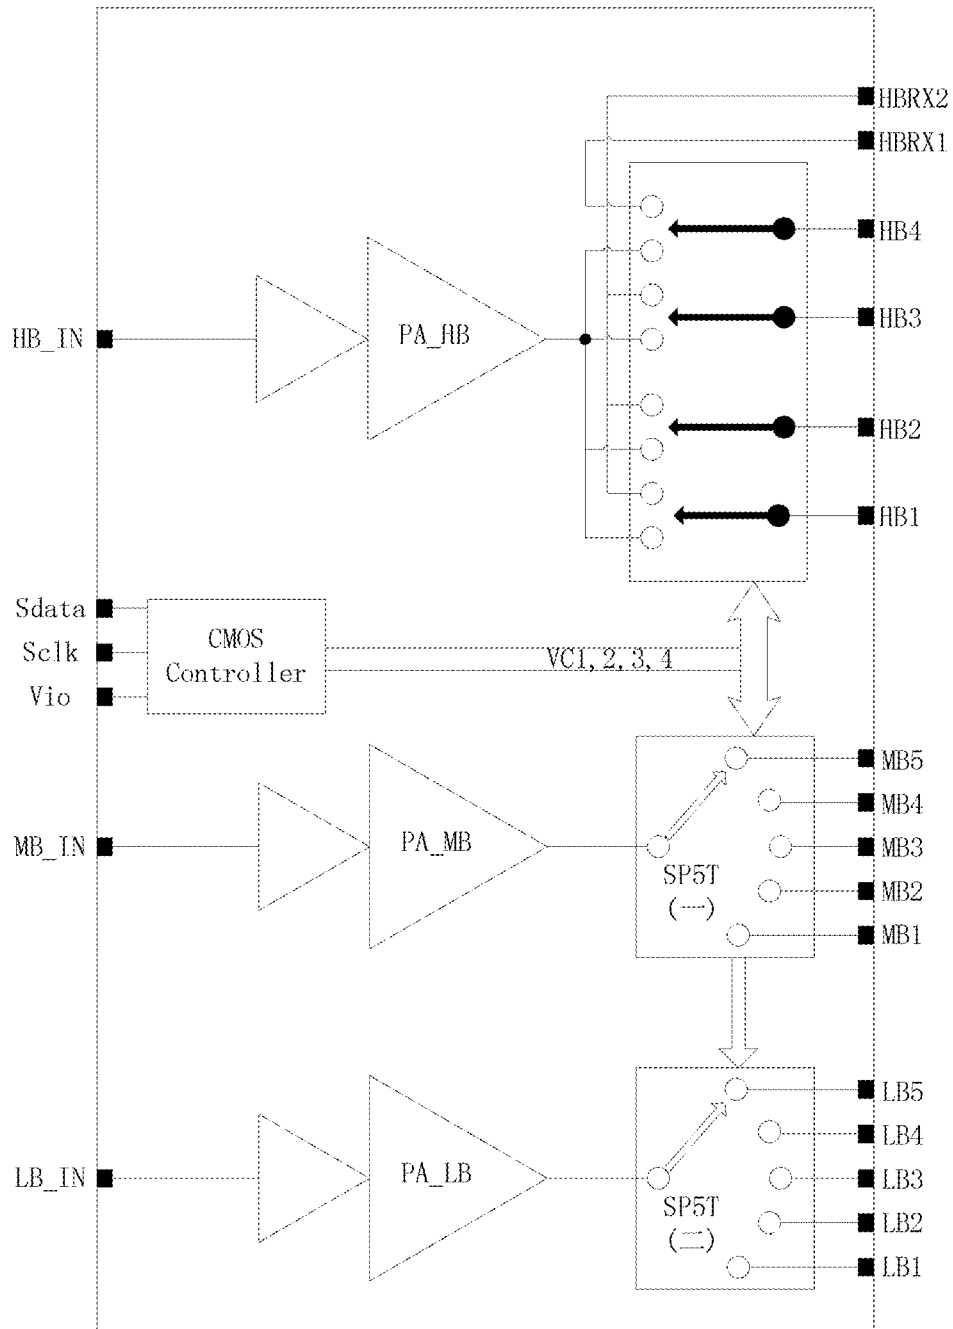 HBRX2
HBRX1
HB4
HB3
HB2
HB1
HB_IN
PA_HB
Sdata
Sclk
Vio
CMOS
Controller
VC1, 2, 3, 4
MB_IN
PA_MB
SP5T
(一)
MB5
MB4
MB3
MB2
MB1
LB_IN
PA_LB
SP5T
(二)
LB5
LB4
LB3
LB2
LB1